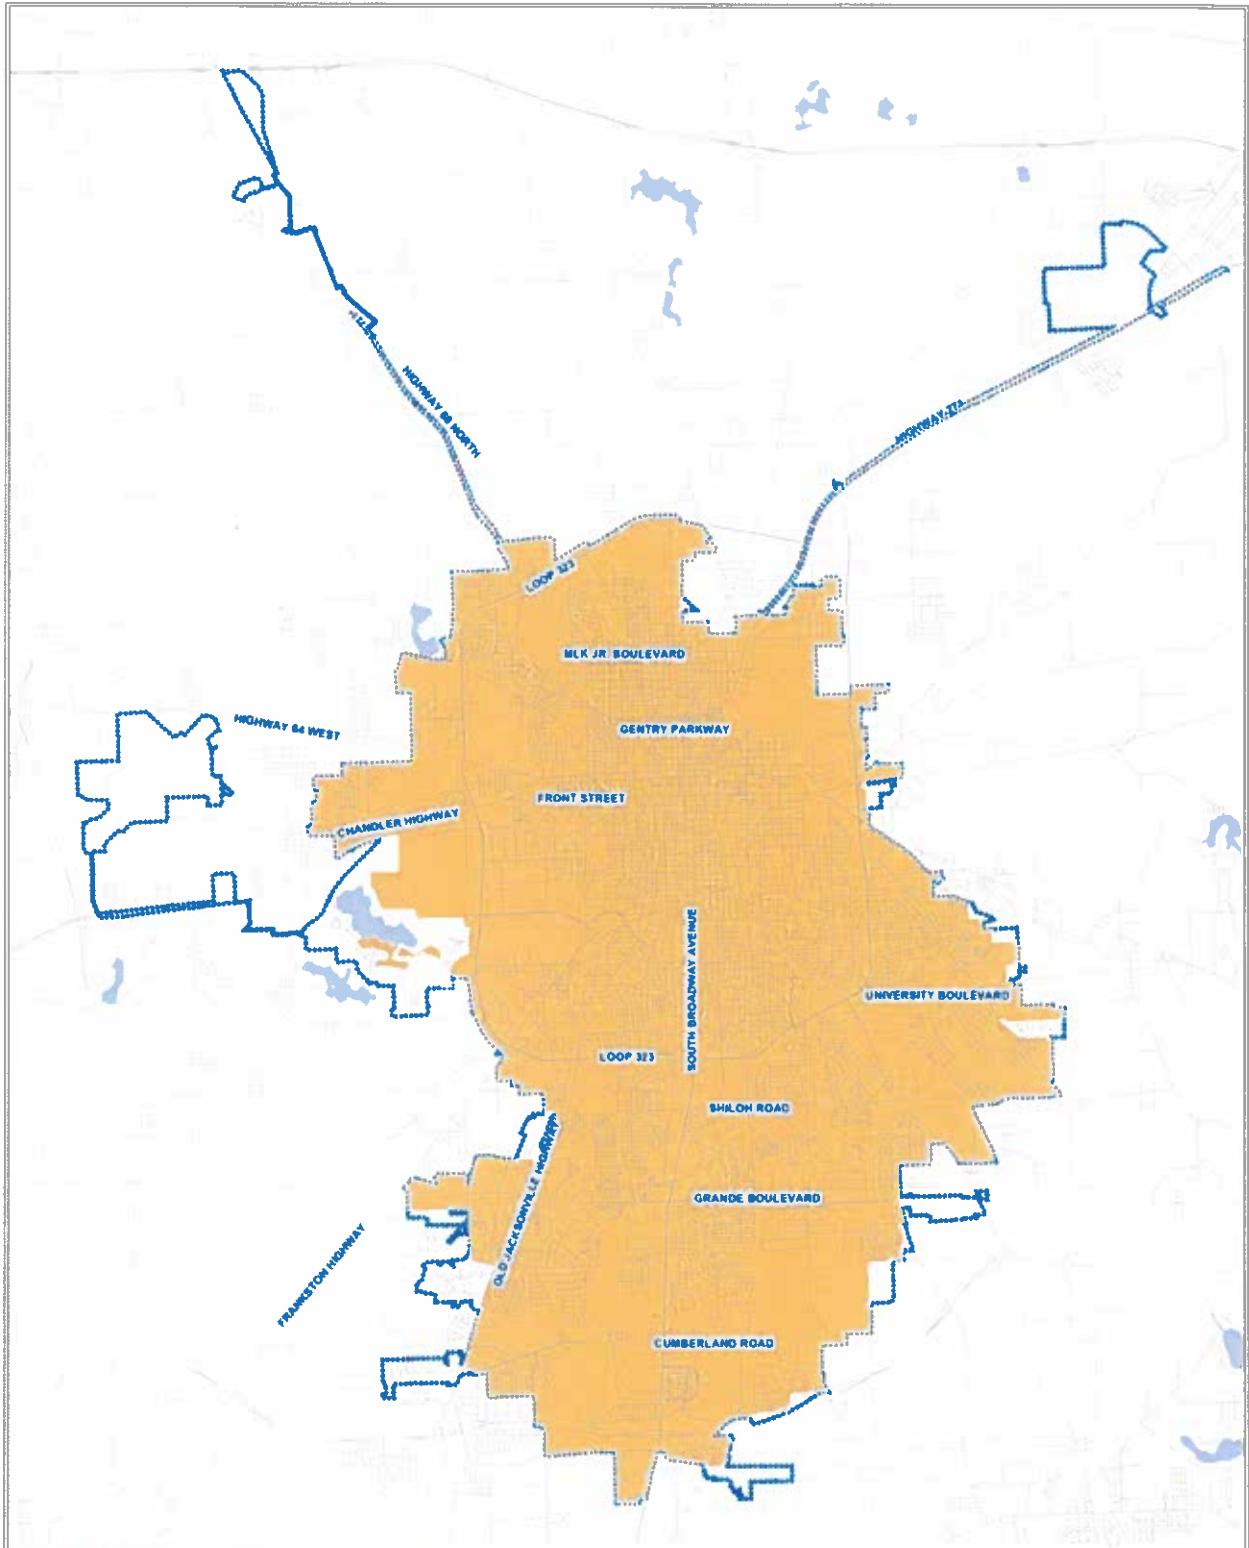 HIGHWAY 69 NORTH
HIGHWAY 271
LOOP 323
MLK JR. BOULEVARD
HIGHWAY 64 WEST
GENTRY PARKWAY
FRONT STREET
CHANDLER HIGHWAY
SOUTH BROADWAY AVENUE
UNIVERSITY BOULEVARD
LOOP 323
SHILOH ROAD
OLD JACKSONVILLE HIGHWAY
GRANDE BOULEVARD
FRANKSTON HIGHWAY
CUMBERLAND ROAD